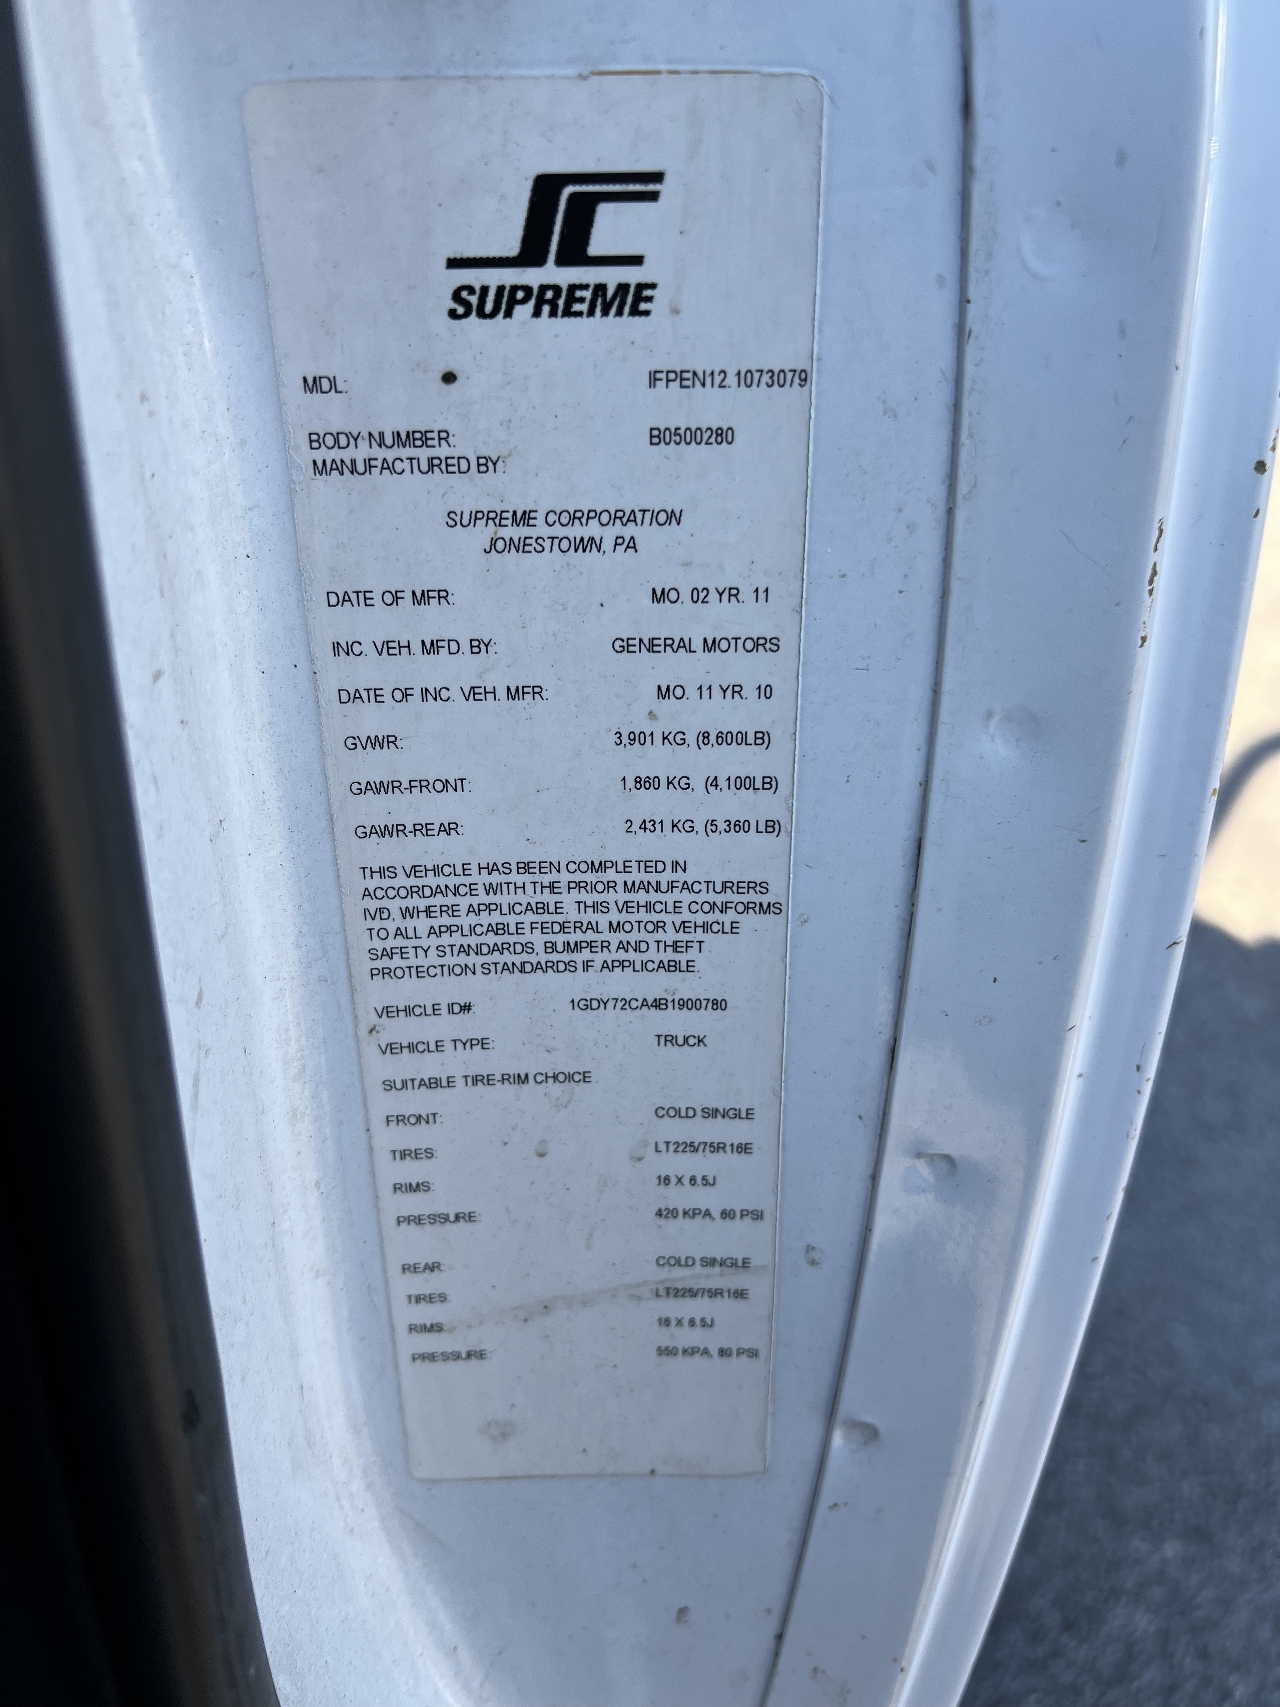 SC
SUPREME
MDL: IFPEN12.1073079
BODY NUMBER: B0500280
MANUFACTURED BY:
SUPREME CORPORATION
JONESTOWN, PA
DATE OF MFR: MO. 02 YR. 11
INC. VEH. MFD. BY: GENERAL MOTORS
DATE OF INC. VEH. MFR: MO. 11 YR. 10
GVWR: 3,901 KG, (8,600LB)
GAWR-FRONT: 1,860 KG, (4,100LB)
GAWR-REAR: 2,431 KG, (5,360 LB)
THIS VEHICLE HAS BEEN COMPLETED IN
ACCORDANCE WITH THE PRIOR MANUFACTURERS
IVD, WHERE APPLICABLE. THIS VEHICLE CONFORMS
TO ALL APPLICABLE FEDERAL MOTOR VEHICLE
SAFETY STANDARDS, BUMPER AND THEFT
PROTECTION STANDARDS IF APPLICABLE.
VEHICLE ID#: 1GDY72CA4B1900780
VEHICLE TYPE: TRUCK
SUITABLE TIRE-RIM CHOICE
FRONT: COLD SINGLE
TIRES: LT225/75R16E
RIMS: 16 X 6.5J
PRESSURE: 420 KPA, 60 PSI
REAR: COLD SINGLE
TIRES: LT225/75R16E
RIMS: 16 X 6.5J
PRESSURE: 550 KPA, 80 PSI